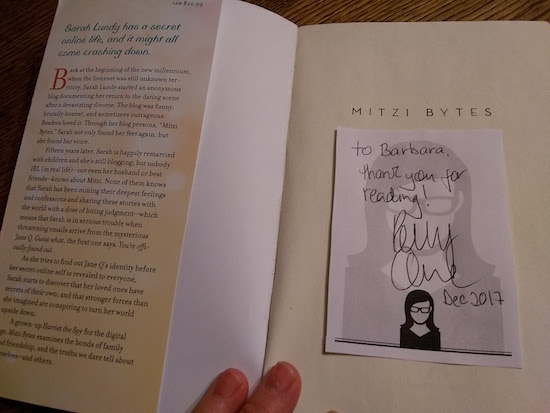 CAN $22.99
Sarah Lundy has a secret
online life, and it might all
come crashing down.
Back at the beginning of the new millennium,
when the Internet was still unknown ter-
ritory, Sarah Lundy started an anonymous
blog documenting her return to the dating scene
after a devastating divorce. The blog was funny,
brutally honest, and sometimes outrageous.
Readers loved it. Through her blog persona, "Mitzi
Bytes," Sarah not only found her feet again, but
she found her voice.
Fifteen years later, Sarah is happily remarried
with children and she's still blogging, but nobody
IRL (in real life)—not even her husband or best
friends—knows about Mitzi. None of them knows
that Sarah has been mining their deepest feelings
and confessions and sharing these stories with
the world with a dose of biting judgment—which
means that Sarah is in serious trouble when
threatening emails arrive from the mysterious
Jane Q. Guess what, the first one says. You're offi-
cially found out.
As she tries to find out Jane Q's identity before
her secret online self is revealed to everyone,
Sarah starts to discover that her loved ones have
secrets of their own, and that stronger forces than
she imagined are conspiring to turn her world
upside down.
A grown-up Harriet the Spy for the digital
Mitzi Bytes examines the bonds of family
friendship, and the truths we dare tell about
and others.
MITZI BYTES
to Barbara,
thank you for
reading!
Dec 2017